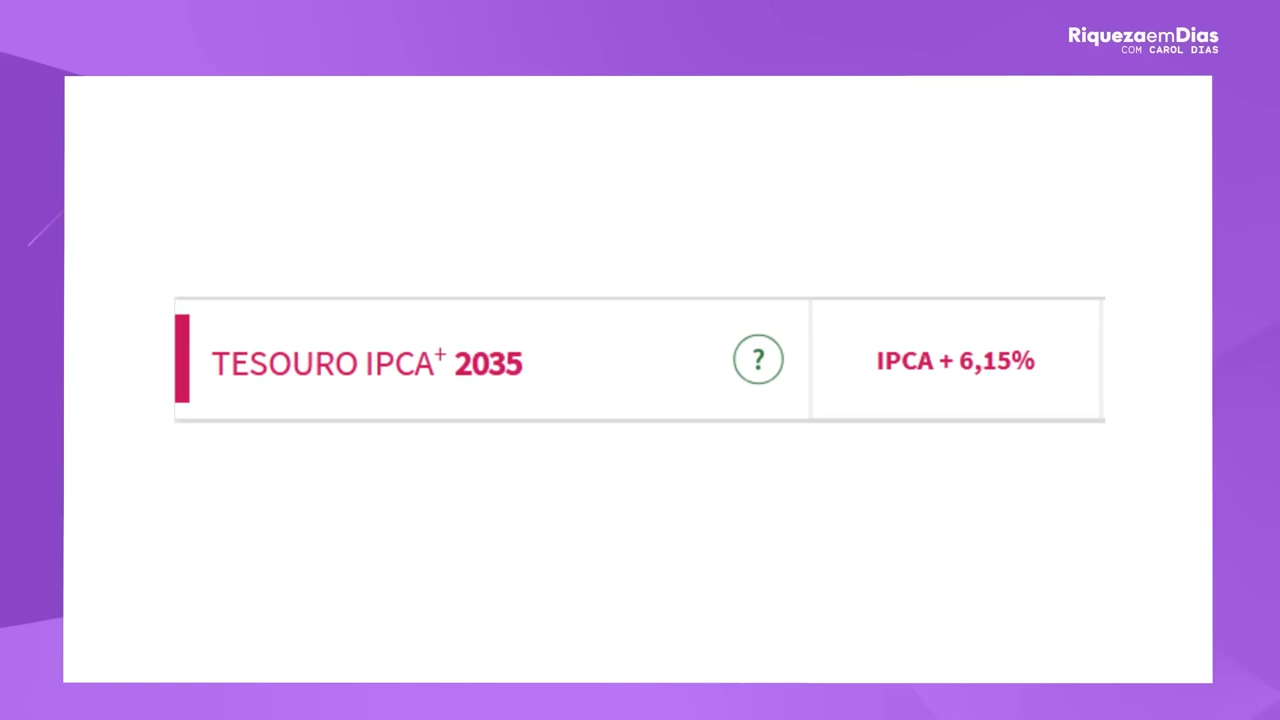 RiquezaemDias
COM CAROL DIAS
TESOURO IPCA+ 2035
?
IPCA + 6,15%